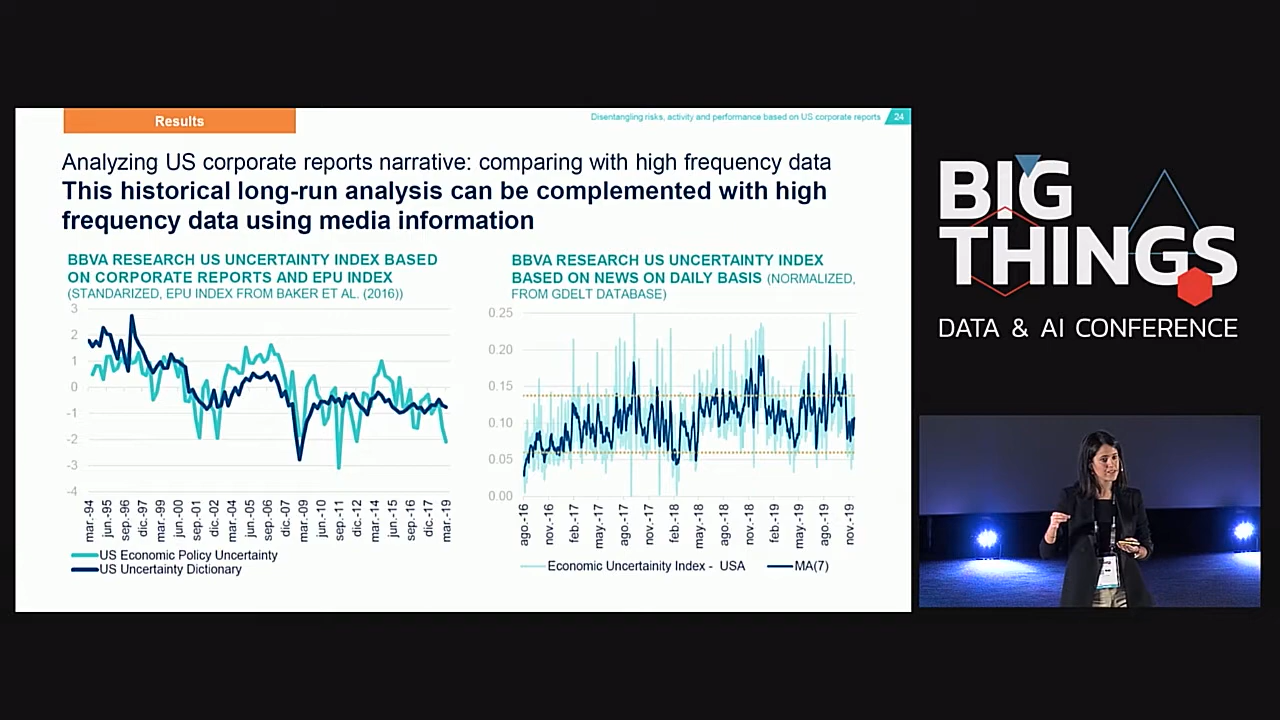 Results
Disentangling risks, activity and performance based on US corporate reports
24
Analyzing US corporate reports narrative: comparing with high frequency data
This historical long-run analysis can be complemented with high
frequency data using media information
BBVA RESEARCH US UNCERTAINTY INDEX BASED
ON CORPORATE REPORTS AND EPU INDEX
(STANDARIZED, EPU INDEX FROM BAKER ET AL. (2016))
3
2
1
0
-1
-2
-3
-4
mar.-94
jun.-95
sep.-96
dic.-97
mar.-99
jun.-00
sep.-01
dic.-02
mar.-04
jun.-05
sep.-06
dic.-07
mar.-09
jun.-10
sep.-11
dic.-12
mar.-14
jun.-15
sep.-16
dic.-17
mar.-19
US Economic Policy Uncertainty
US Uncertainty Dictionary
BBVA RESEARCH US UNCERTAINTY INDEX
BASED ON NEWS ON DAILY BASIS (NORMALIZED,
FROM GDELT DATABASE)
0.25
0.20
0.15
0.10
0.05
0.00
ago.-16
nov.-16
feb.-17
may.-17
ago.-17
nov.-17
feb.-18
may.-18
ago.-18
nov.-18
feb.-19
may.-19
ago.-19
nov.-19
Economic Uncertainity Index - USA
MA(7)
BIG
THINGS
DATA & AI CONFERENCE